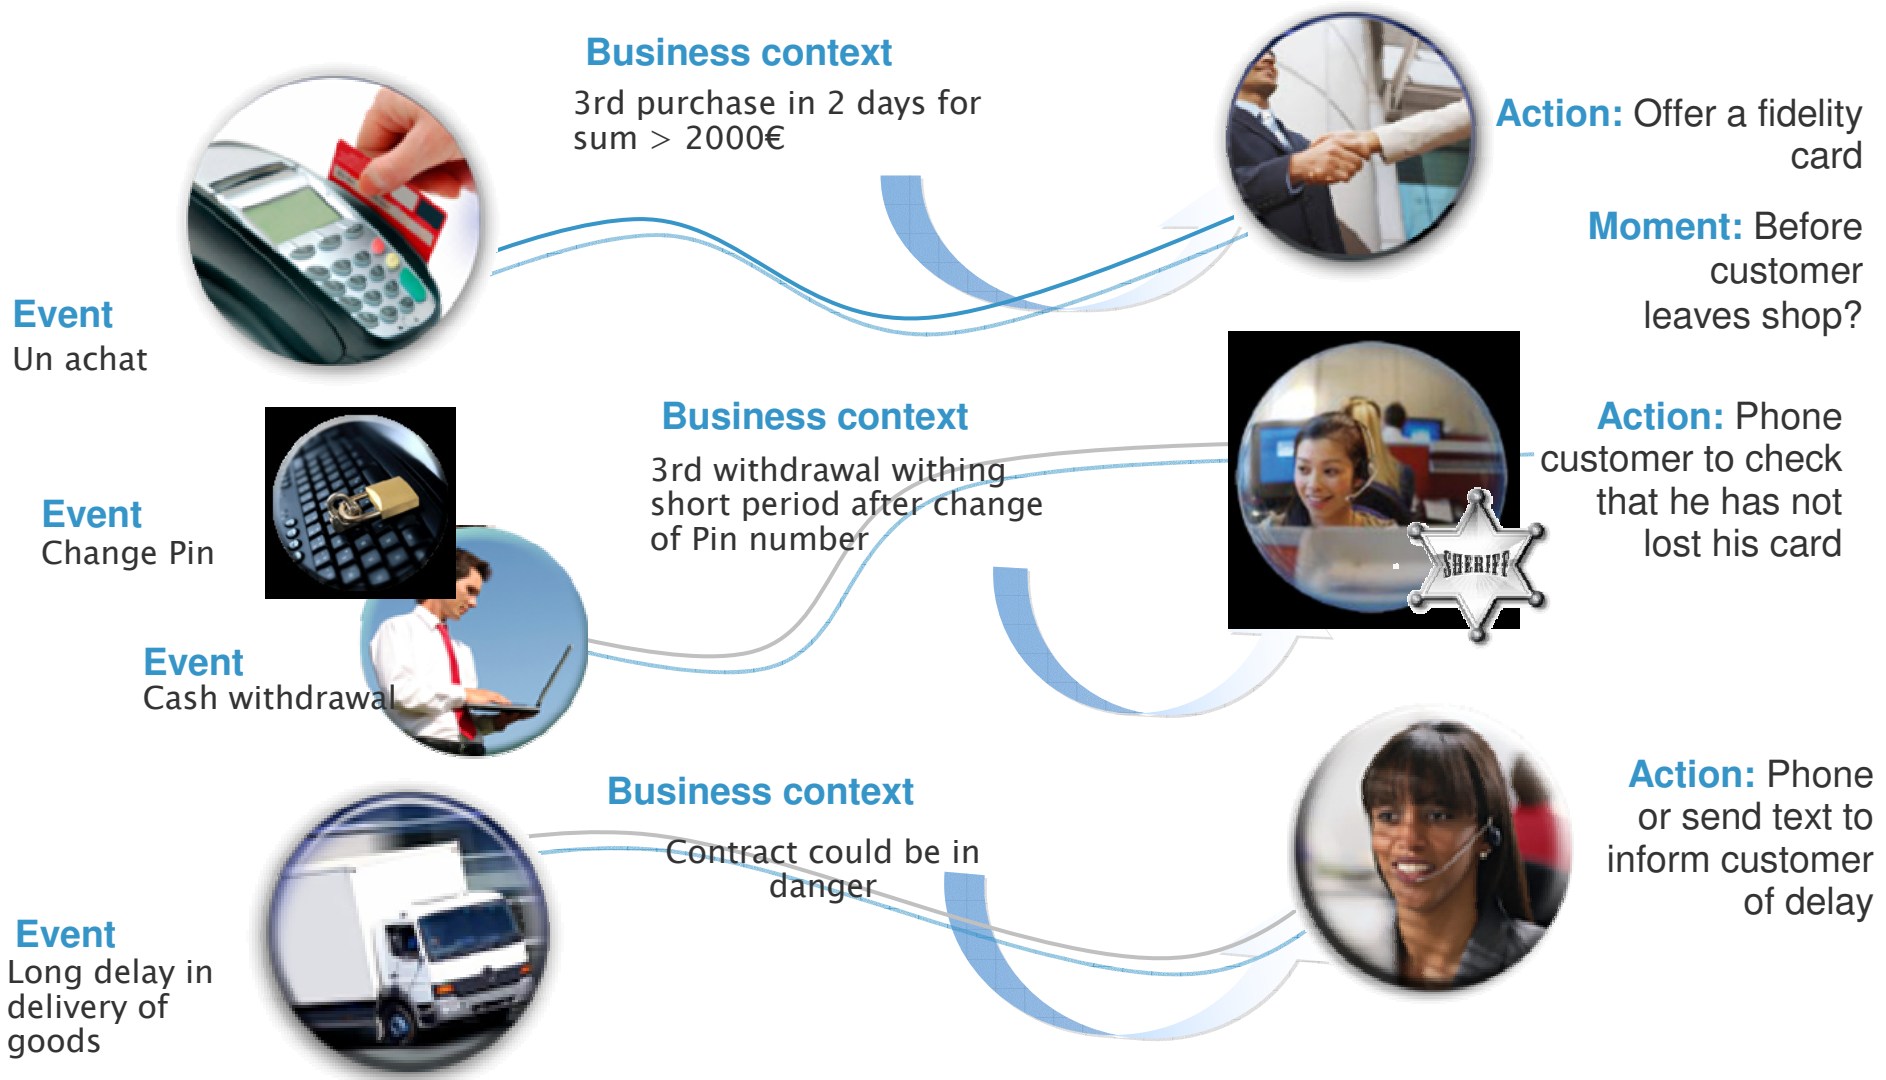 Business context
3rd purchase in 2 days for
sum > 2000€
Action: Offer a fidelity
card
Moment: Before
customer
leaves shop?
Event
Un achat
Business context
3rd withdrawal withing
short period after change
of Pin number
Action: Phone
customer to check
that he has not
lost his card
SHERIFF
Event
Change Pin
Event
Cash withdrawal
Business context
Contract could be in
danger
Action: Phone
or send text to
inform customer
of delay
Event
Long delay in
delivery of
goods